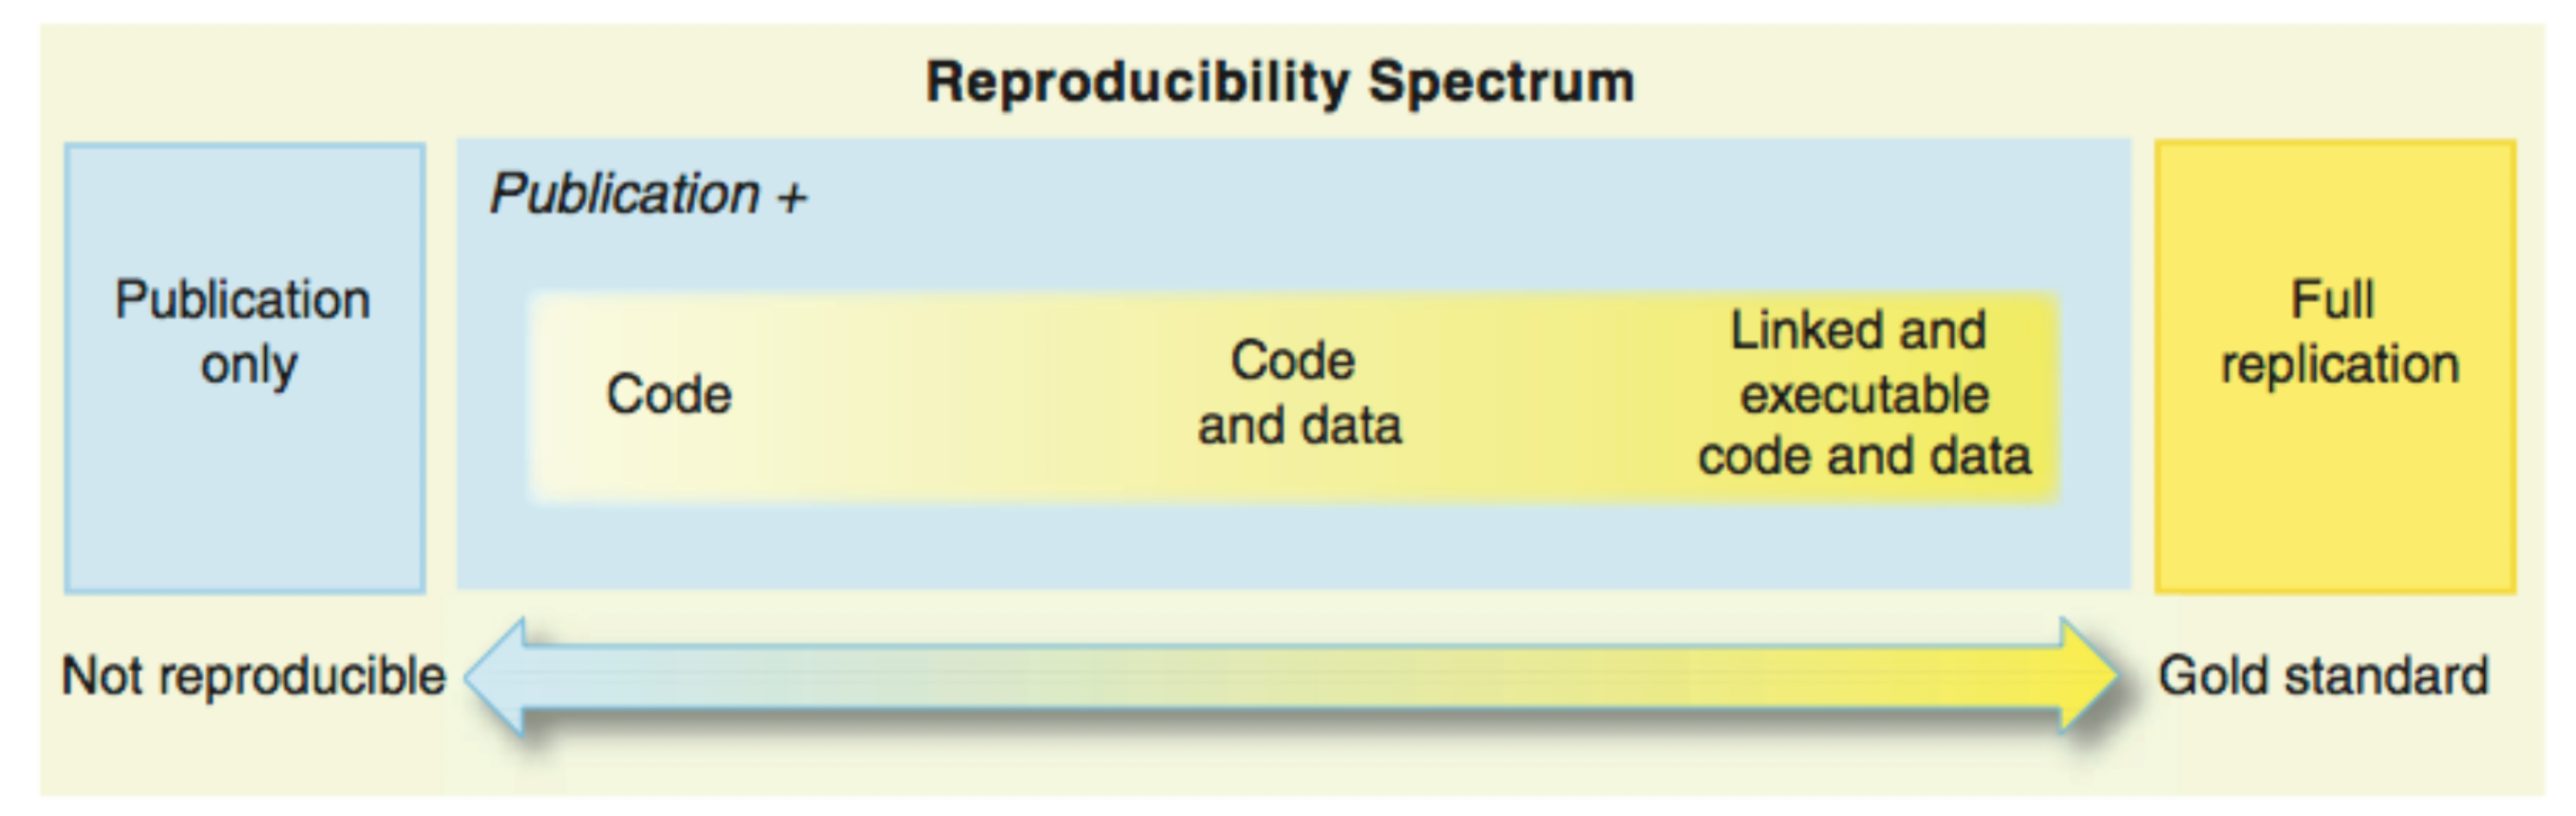 Reproducibility Spectrum
Publication
only
Publication +
Code
Code
and data
Linked and
executable
code and data
Full
replication
Not reproducible
Gold standard